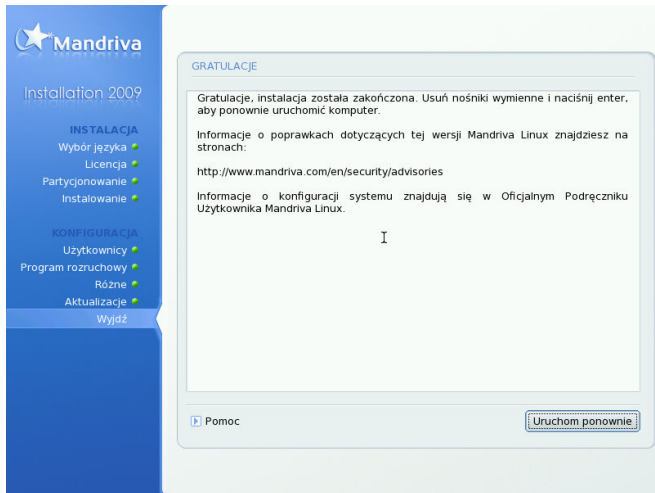 Mandriva
Installation 2009
INSTALACJA
Wybór języka
Licencja
Partycjonowanie
Instalowanie
KONFIGURACJA
Użytkownicy
Program rozruchowy
Różne
Aktualizacje
Wyjdź
GRATULACJE
Gratulacje, instalacja została zakończona. Usuń nośniki wymienne i naciśnij enter,
aby ponownie uruchomić komputer.
Informacje o poprawkach dotyczących tej wersji Mandriva Linux znajdziesz na
stronach:
http://www.mandriva.com/en/security/advisories
Informacje o konfiguracji systemu znajdują się w Oficjalnym Podręczniku
Użytkownika Mandriva Linux.
Pomoc
Uruchom ponownie